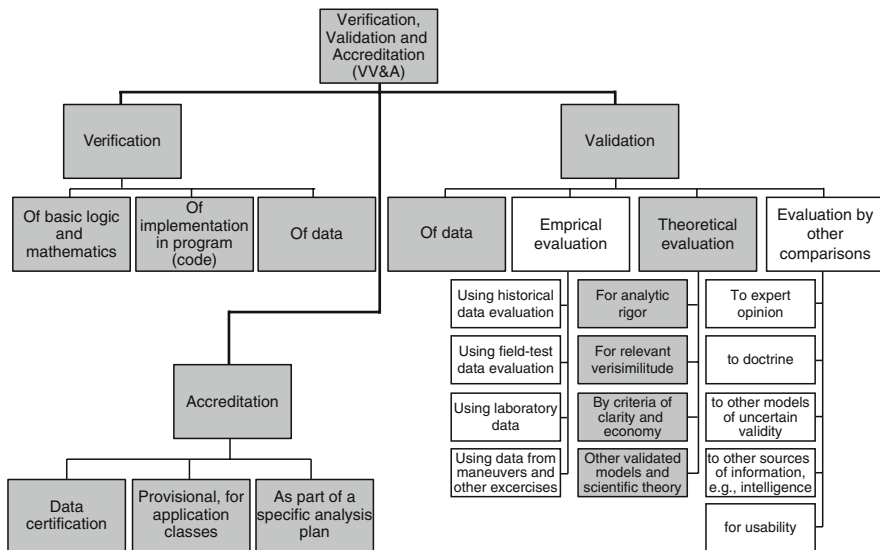 Verification,
Validation and
Accreditation
(VV&A)
Verification
Validation
Of basic logic
and
mathematics
Of
implementation
in program
(code)
Of data
Of data
Emprical
evaluation
Theoretical
evaluation
Evaluation by
other
comparisons
Using historical
data evaluation
Using field-test
data evaluation
Using laboratory
data
Using data from
maneuvers and
other excercises
For analytic
rigor
For relevant
verisimilitude
By criteria of
clarity and
economy
Other validated
models and
scientific theory
To expert
opinion
to doctrine
to other models
of uncertain
validity
to other sources
of information,
e.g., intelligence
for usability
Accreditation
Data
certification
Provisional, for
application
classes
As part of a
specific analysis
plan